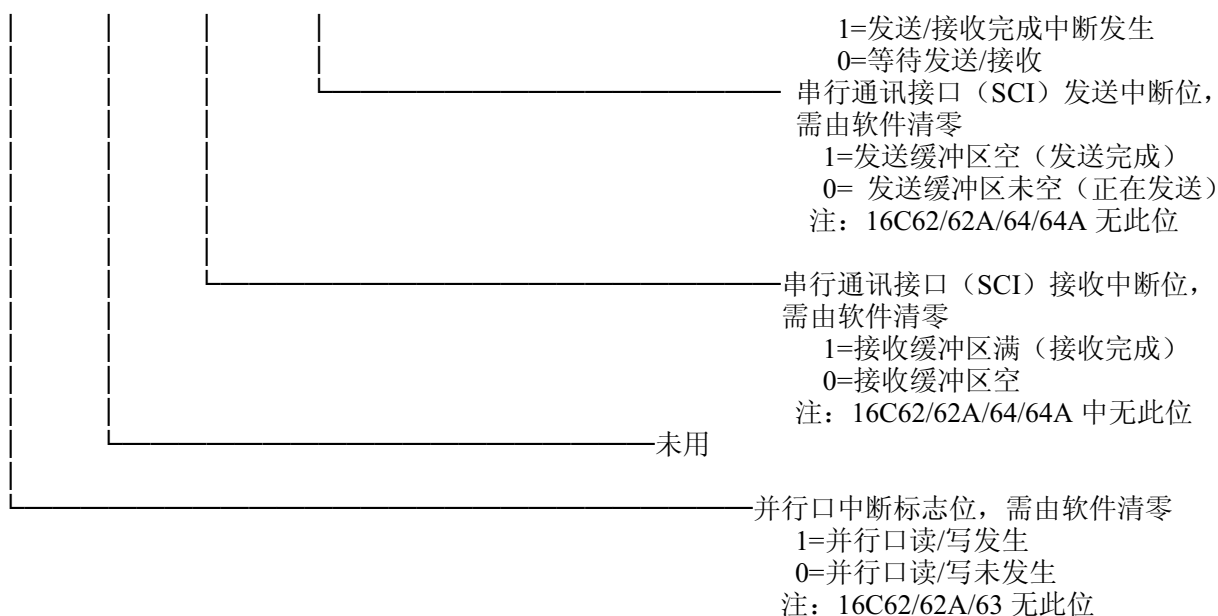 1=发送/接收完成中断发生
0=等待发送/接收
串行通讯接口（SCI）发送中断位，
需由软件清零
1=发送缓冲区空（发送完成）
0= 发送缓冲区未空（正在发送）
注：16C62/62A/64/64A 无此位
串行通讯接口（SCI）接收中断位，
需由软件清零
1=接收缓冲区满（接收完成）
0=接收缓冲区空
注：16C62/62A/64/64A 中无此位
未用
并行口中断标志位，需由软件清零
1=并行口读/写发生
0=并行口读/写未发生
注：16C62/62A/63 无此位